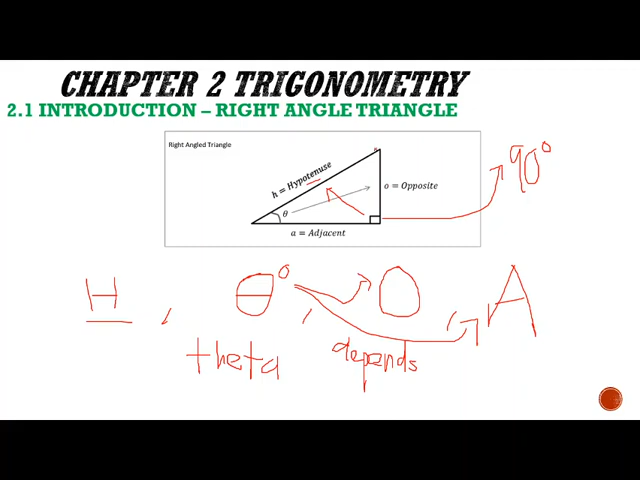 CHAPTER 2 TRIGONOMETRY
2.1 INTRODUCTION – RIGHT ANGLE TRIANGLE
Right Angled Triangle
90°
h = Hypotenuse
o = Opposite
θ
a = Adjacent
H , θ° , O A
theta depends